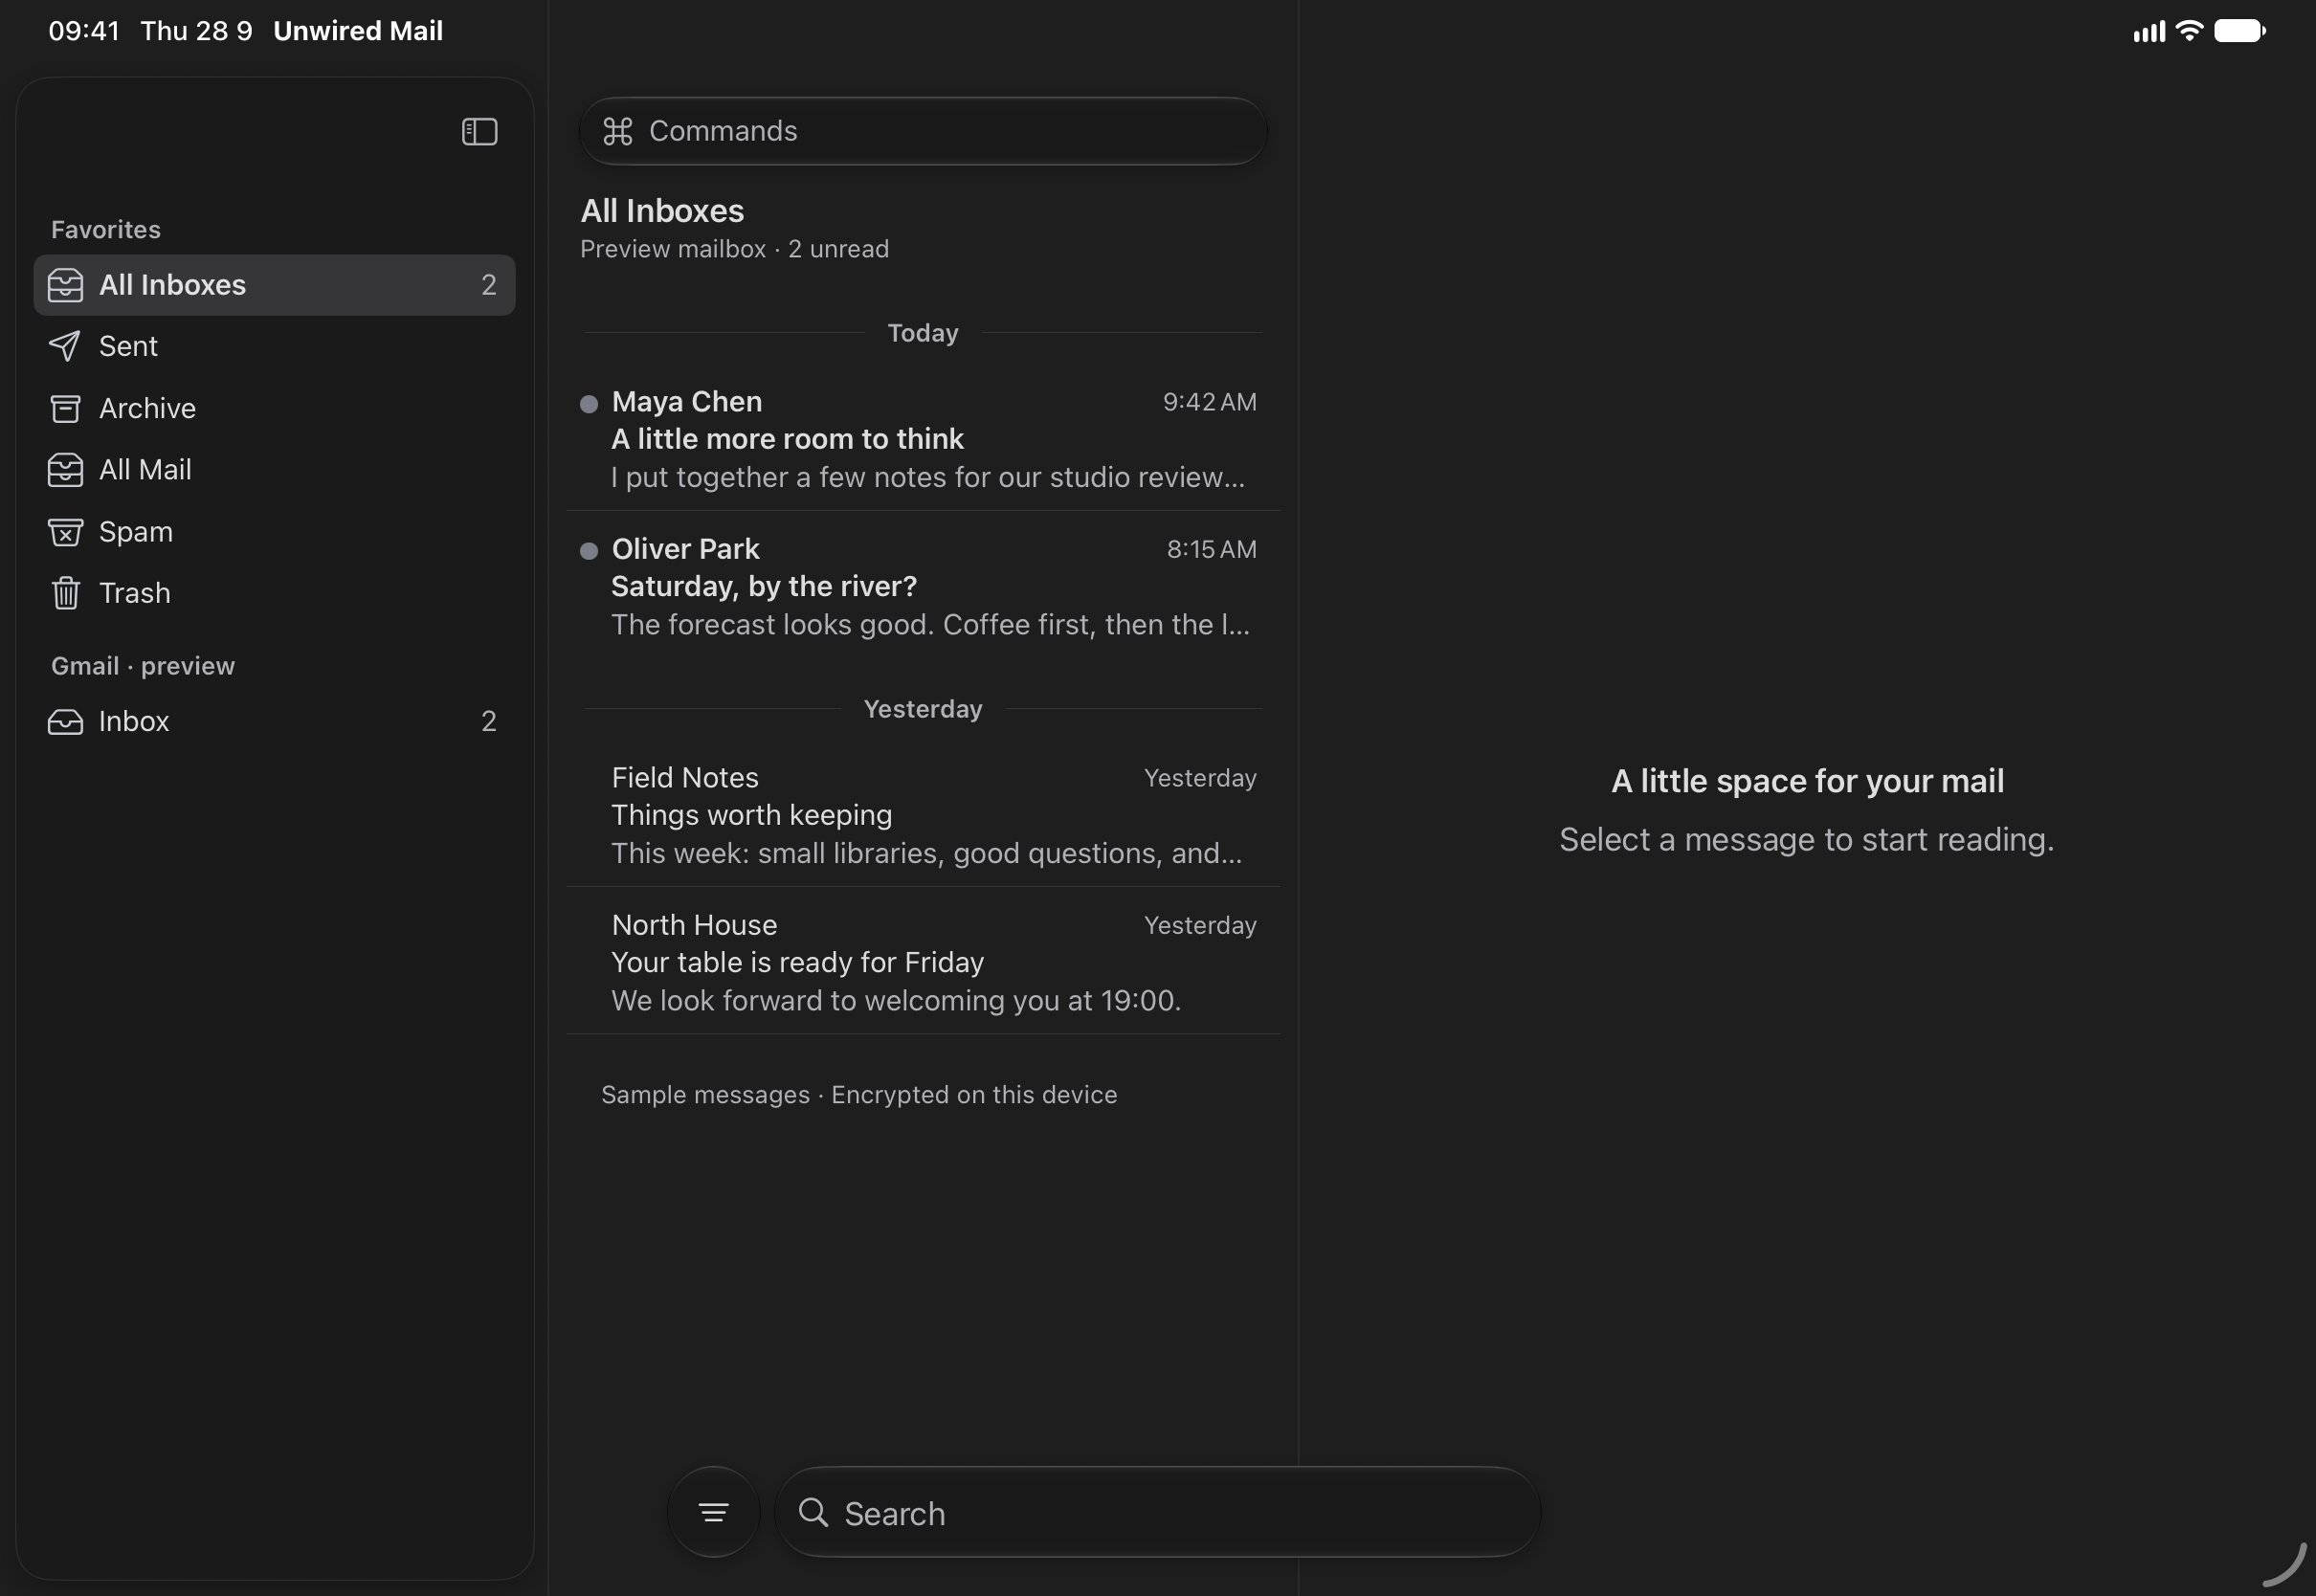 09:41 Thu 28 9 Unwired Mail
Favorites
All Inboxes 2
Sent
Archive
All Mail
Spam
Trash
Gmail · preview
Inbox 2
Commands
All Inboxes
Preview mailbox · 2 unread
Today
Maya Chen 9:42 AM
A little more room to think
I put together a few notes for our studio review...
Oliver Park 8:15 AM
Saturday, by the river?
The forecast looks good. Coffee first, then the l...
Yesterday
Field Notes Yesterday
Things worth keeping
This week: small libraries, good questions, and...
North House Yesterday
Your table is ready for Friday
We look forward to welcoming you at 19:00.
Sample messages · Encrypted on this device
Search
A little space for your mail
Select a message to start reading.